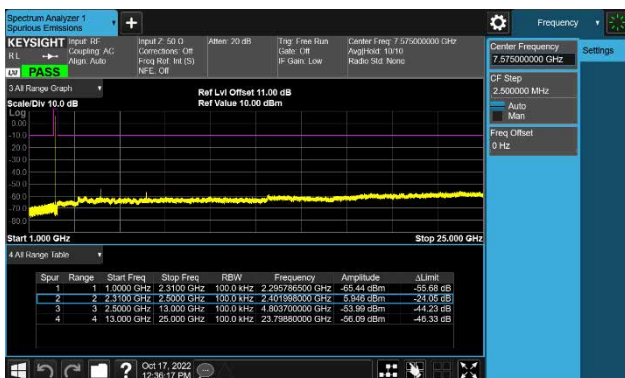 Spectrum Analyzer 1
Spurious Emissions
Frequency
KEYSIGHT Input: RF
RL
Coupling: AC
Align: Auto
Input Z: 50 Ω
Corrections: Off
Freq Ref: Int (S)
NFE: Off
Atten: 20 dB
Trig: Free Run
Gate: Off
IF Gain: Low
Center Freq: 7.575000000 GHz
Avg|Hold: 10/10
Radio Std: None
LW PASS
Center Frequency
7.575000000 GHz
Settings
CF Step
2.500000 MHz
Auto
Man
Freq Offset
0 Hz
3 All Range Graph
Ref Lvl Offset 11.00 dB
Scale/Div 10.0 dB
Ref Value 10.00 dBm
Log
0.00
-10.0
-20.0
-30.0
-40.0
-50.0
-60.0
-70.0
-80.0
Start 1.000 GHz
Stop 25.000 GHz
4 All Range Table
Spur Range Start Freq Stop Freq RBW Frequency Amplitude ΔLimit
1 1 1.0000 GHz 2.3100 GHz 100.0 kHz 2.295786500 GHz -65.44 dBm -55.68 dB
2 2 2.3100 GHz 2.5000 GHz 100.0 kHz 2.401998000 GHz 5.946 dBm -24.05 dB
3 3 2.5000 GHz 13.000 GHz 100.0 kHz 4.803700000 GHz -53.99 dBm -44.23 dB
4 4 13.000 GHz 25.000 GHz 100.0 kHz 23.79880000 GHz -56.09 dBm -46.33 dB
?
Oct 17, 2022
12:36:17 PM